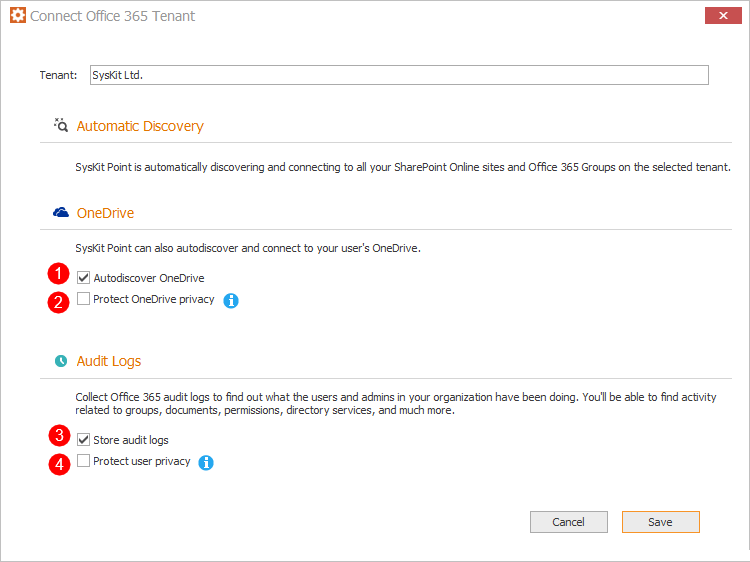 Connect Office 365 Tenant
Tenant: SysKit Ltd.
Automatic Discovery
SysKit Point is automatically discovering and connecting to all your SharePoint Online sites and Office 365 Groups on the selected tenant.
OneDrive
SysKit Point can also autodiscover and connect to your user's OneDrive.
1 Autodiscover OneDrive
2 Protect OneDrive privacy i
Audit Logs
Collect Office 365 audit logs to find out what the users and admins in your organization have been doing. You'll be able to find activity
related to groups, documents, permissions, directory services, and much more.
3 Store audit logs
4 Protect user privacy i
Cancel Save